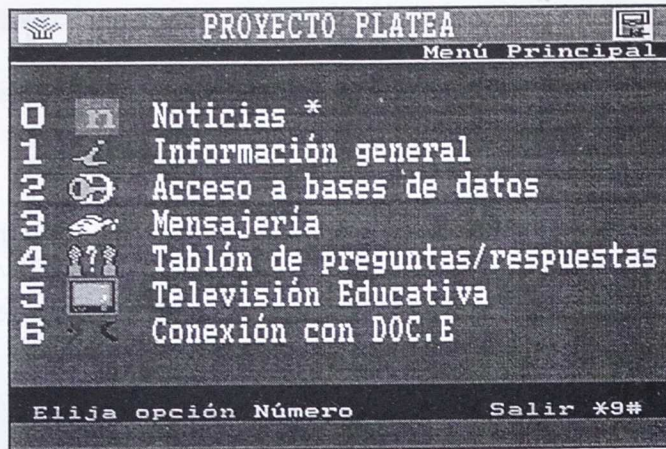 PROYECTO PLATEA
Menú Principal
0 n Noticias *
1 i Información general
2 Acceso a bases de datos
3 Mensajería
4 ? Tablón de preguntas/respuestas
5 Televisión Educativa
6 Conexión con DOC.E
Elija opción Número Salir *9#